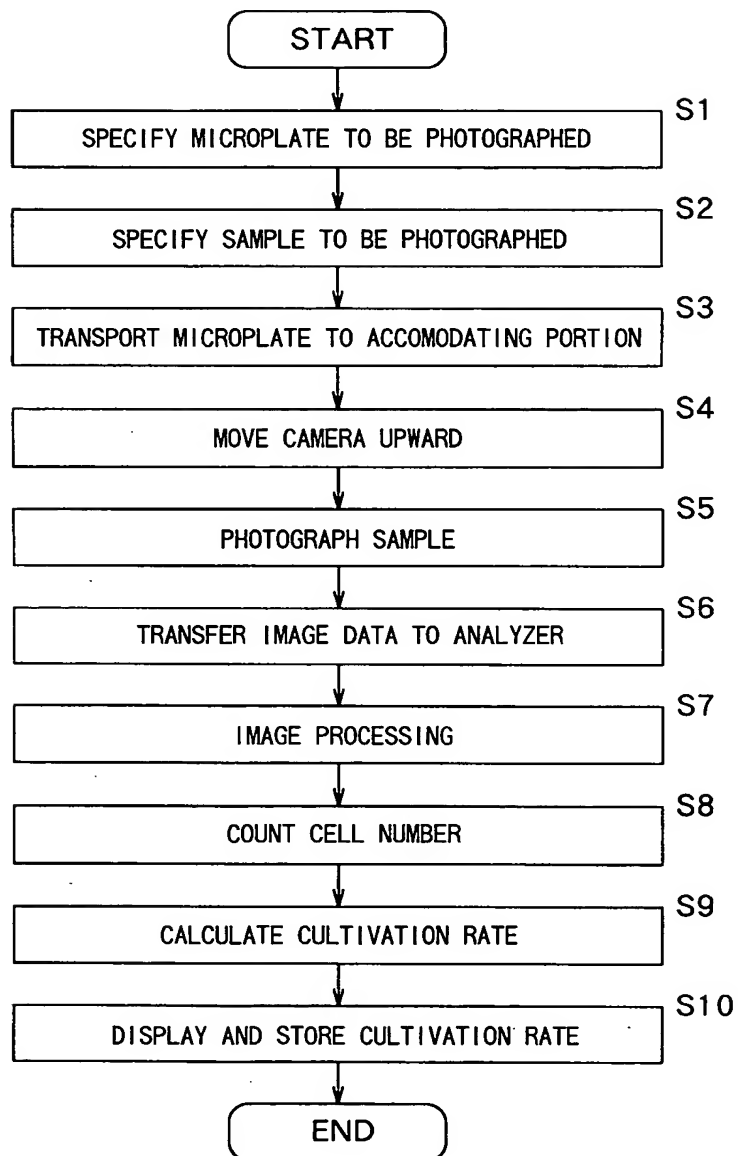 START
S1
SPECIFY MICROPLATE TO BE PHOTOGRAPHED
S2
SPECIFY SAMPLE TO BE PHOTOGRAPHED
S3
TRANSPORT MICROPLATE TO ACCOMODATING PORTION
S4
MOVE CAMERA UPWARD
S5
PHOTOGRAPH SAMPLE
S6
TRANSFER IMAGE DATA TO ANALYZER
S7
IMAGE PROCESSING
S8
COUNT CELL NUMBER
S9
CALCULATE CULTIVATION RATE
S10
DISPLAY AND STORE CULTIVATION RATE
END